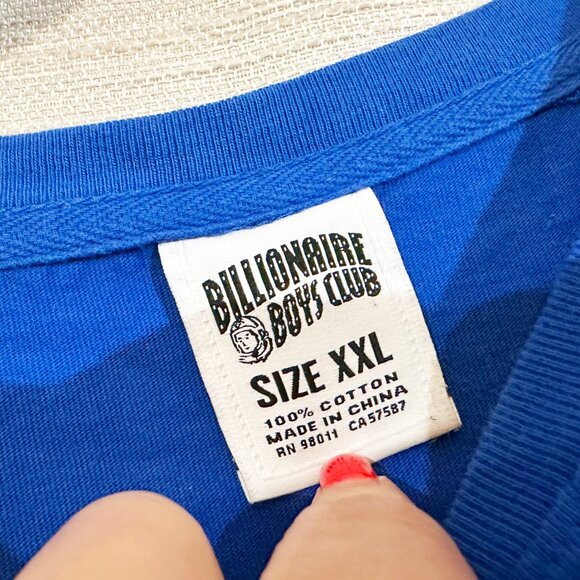 BILLIONAIRE
BOYS CLUB
SIZE XXL
100% COTTON
MADE IN CHINA
RN 98011 CA57587